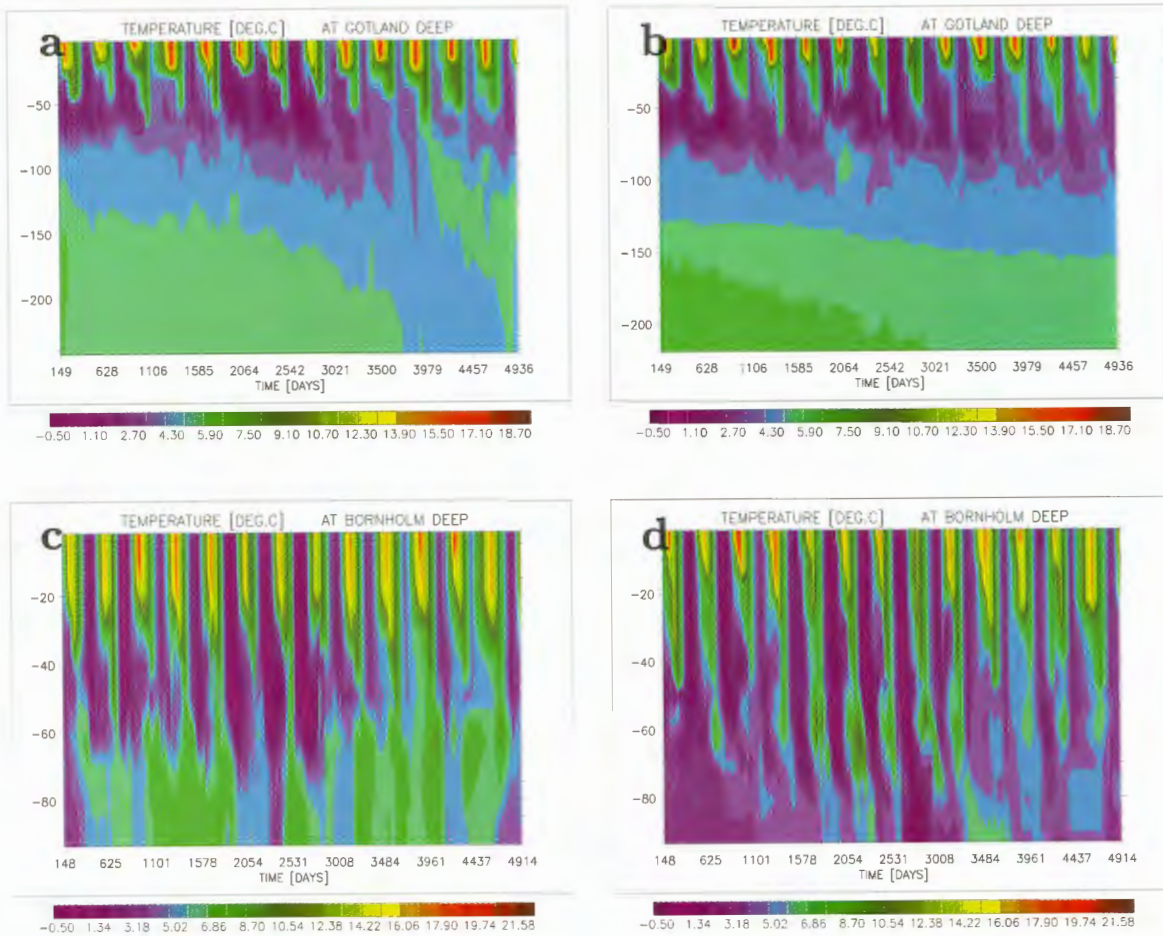 a TEMPERATURE [DEG.C] AT GOTLAND DEEP
-50
-100
-150
-200
149 628 1106 1585 2064 2542 3021 3500 3979 4457 4936
TIME [DAYS]
-0.50 1.10 2.70 4.30 5.90 7.50 9.10 10.70 12.30 13.90 15.50 17.10 18.70
b TEMPERATURE [DEG.C] AT GOTLAND DEEP
-50
-100
-150
-200
149 628 1106 1585 2064 2542 3021 3500 3979 4457 4936
TIME [DAYS]
-0.50 1.10 2.70 4.30 5.90 7.50 9.10 10.70 12.30 13.90 15.50 17.10 18.70
c TEMPERATURE [DEG.C] AT BORNHOLM DEEP
-20
-40
-60
-80
148 625 1101 1578 2054 2531 3008 3484 3961 4437 4914
TIME [DAYS]
-0.50 1.34 3.18 5.02 6.86 8.70 10.54 12.38 14.22 16.06 17.90 19.74 21.58
d TEMPERATURE [DEG.C] AT BORNHOLM DEEP
-20
-40
-60
-80
148 625 1101 1578 2054 2531 3008 3484 3961 4437 4914
TIME [DAYS]
-0.50 1.34 3.18 5.02 6.86 8.70 10.54 12.38 14.22 16.06 17.90 19.74 21.58